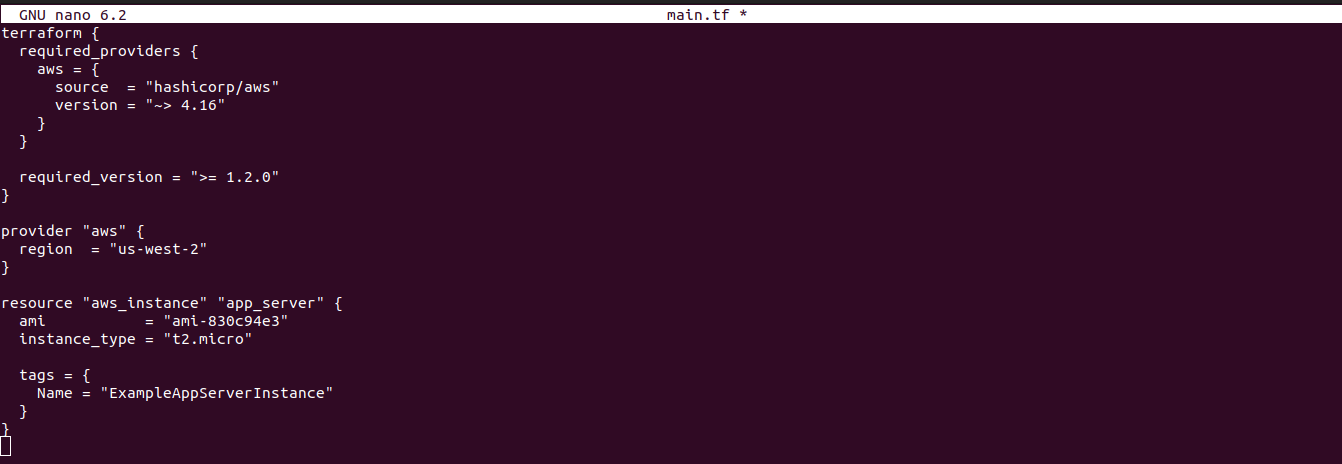 GNU nano 6.2 main.tf *
terraform {
  required_providers {
    aws = {
      source  = "hashicorp/aws"
      version = "~> 4.16"
    }
  }

  required_version = ">= 1.2.0"
}

provider "aws" {
  region  = "us-west-2"
}

resource "aws_instance" "app_server" {
  ami           = "ami-830c94e3"
  instance_type = "t2.micro"

  tags = {
    Name = "ExampleAppServerInstance"
  }
}